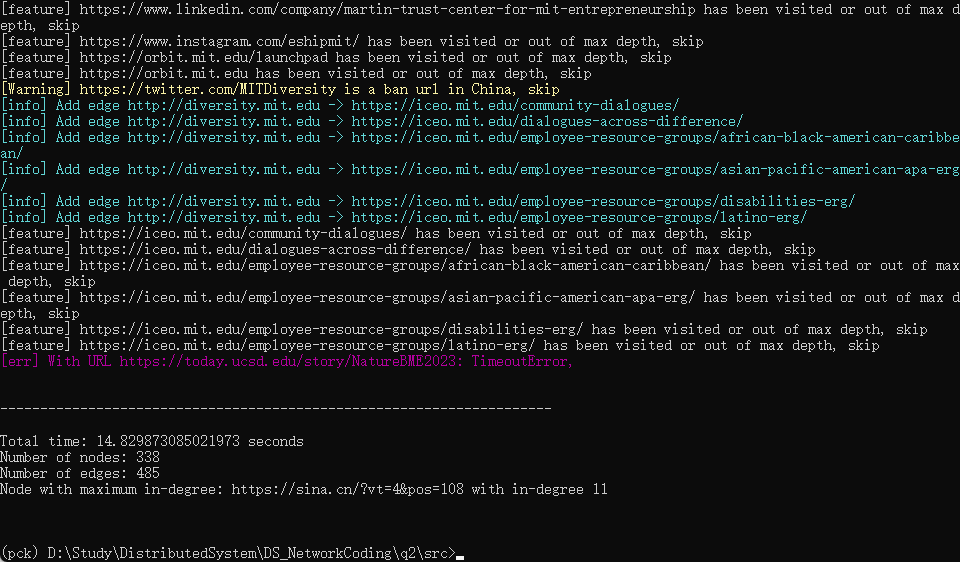 [feature] https://www.linkedin.com/company/martin-trust-center-for-mit-entrepreneurship has been visited or out of max d
epth, skip
[feature] https://www.instagram.com/eshipmit/ has been visited or out of max depth, skip
[feature] https://orbit.mit.edu/launchpad has been visited or out of max depth, skip
[feature] https://orbit.mit.edu has been visited or out of max depth, skip
[Warning] https://twitter.com/MITDiversity is a ban url in China, skip
[info] Add edge http://diversity.mit.edu -> https://iceo.mit.edu/community-dialogues/
[info] Add edge http://diversity.mit.edu -> https://iceo.mit.edu/dialogues-across-difference/
[info] Add edge http://diversity.mit.edu -> https://iceo.mit.edu/employee-resource-groups/african-black-american-caribbe
an/
[info] Add edge http://diversity.mit.edu -> https://iceo.mit.edu/employee-resource-groups/asian-pacific-american-apa-erg
/
[info] Add edge http://diversity.mit.edu -> https://iceo.mit.edu/employee-resource-groups/disabilities-erg/
[info] Add edge http://diversity.mit.edu -> https://iceo.mit.edu/employee-resource-groups/latino-erg/
[feature] https://iceo.mit.edu/community-dialogues/ has been visited or out of max depth, skip
[feature] https://iceo.mit.edu/dialogues-across-difference/ has been visited or out of max depth, skip
[feature] https://iceo.mit.edu/employee-resource-groups/african-black-american-caribbean/ has been visited or out of max
 depth, skip
[feature] https://iceo.mit.edu/employee-resource-groups/asian-pacific-american-apa-erg/ has been visited or out of max d
epth, skip
[feature] https://iceo.mit.edu/employee-resource-groups/disabilities-erg/ has been visited or out of max depth, skip
[feature] https://iceo.mit.edu/employee-resource-groups/latino-erg/ has been visited or out of max depth, skip
[err] With URL https://today.ucsd.edu/story/NatureBME2023: TimeoutError,
---------------------------------------------------------------------
Total time: 14.829873085021973 seconds
Number of nodes: 338
Number of edges: 485
Node with maximum in-degree: https://sina.cn/?vt=4&pos=108 with in-degree 11
(pck) D:\Study\DistributedSystem\DS_NetworkCoding\q2\src>